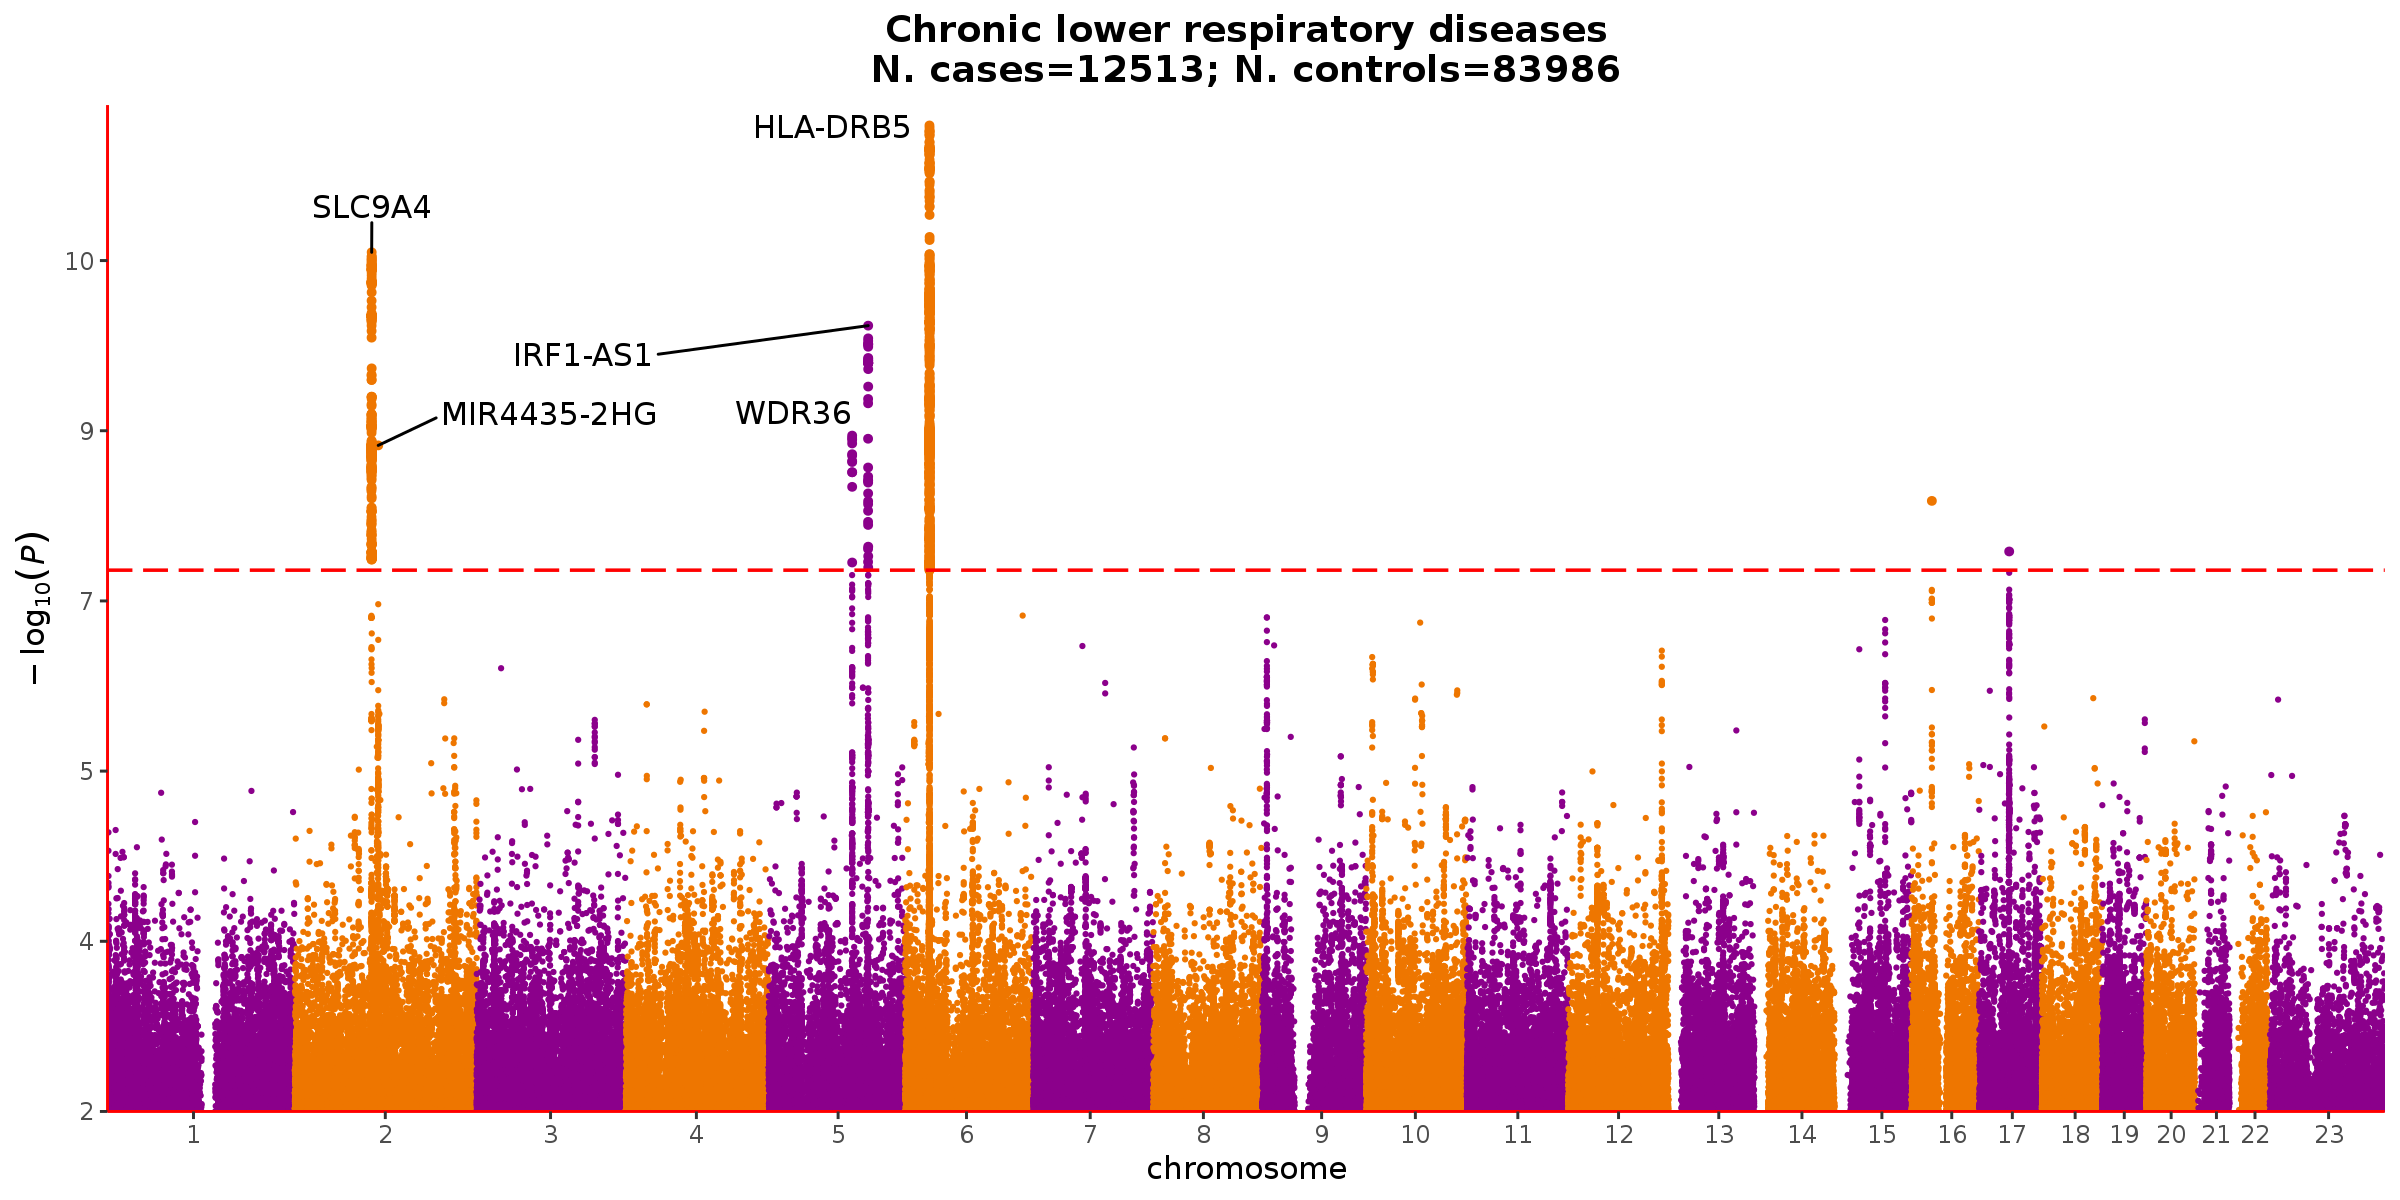 Chronic lower respiratory diseases
N. cases=12513; N. controls=83986
HLA-DRB5
SLC9A4
10
IRF1-AS1
MIR4435-2HG
WDR36
9
−log₁₀(P)
7
5
4
2
1 2 3 4 5 6 7 8 9 10 11 12 13 14 15 16 17 18 19 20 21 22 23
chromosome